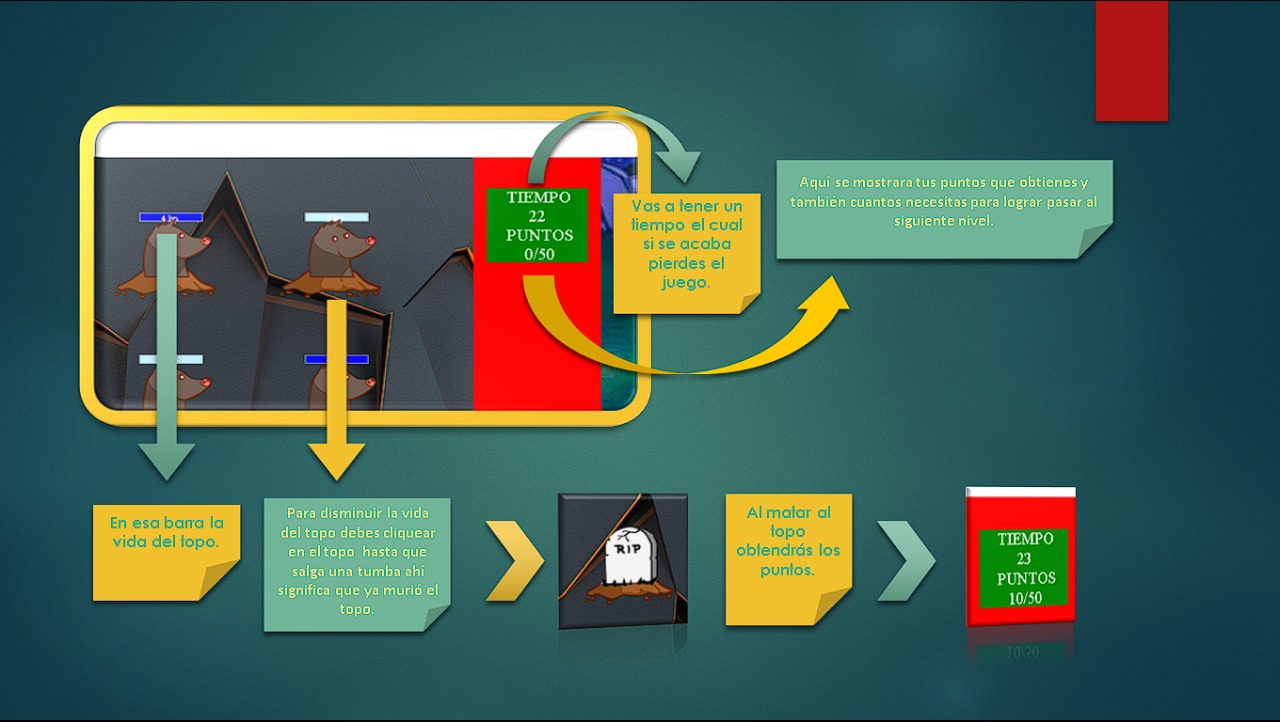 TIEMPO
22
PUNTOS
0/50
Vas a tener un
tiempo el cual
si se acaba
pierdes el
juego.
Aquí se mostrara tus puntos que obtienes y
también cuantos necesitas para lograr pasar al
siguiente nivel.
En esa barra la
vida del topo.
Para disminuir la vida
del topo debes cliquear
en el topo hasta que
salga una tumba ahí
significa que ya murió el
topo.
RIP
Al matar al
topo
obtendrás los
puntos.
TIEMPO
23
PUNTOS
10/50